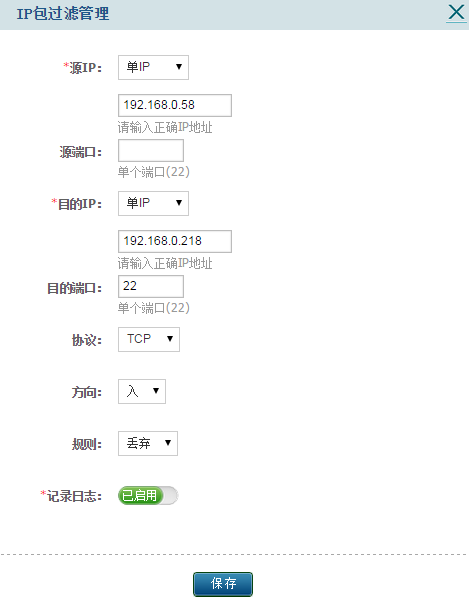 IP包过滤管理
*源IP： 单IP
192.168.0.58
请输入正确IP地址
源端口：
单个端口(22)
*目的IP： 单IP
192.168.0.218
请输入正确IP地址
目的端口： 22
单个端口(22)
协议： TCP
方向： 入
规则： 丢弃
*记录日志： 已启用
保存